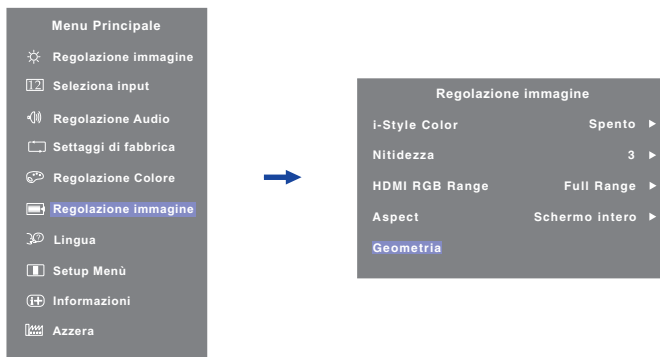 Menu Principale
Regolazione immagine
12 Seleziona input
Regolazione Audio
Settaggi di fabbrica
Regolazione Colore
Regolazione immagine
? Lingua
Setup Menù
i+ Informazioni
Azzera
Regolazione immagine
i-Style Color Spento
Nitidezza 3
HDMI RGB Range Full Range
Aspect Schermo intero
Geometria